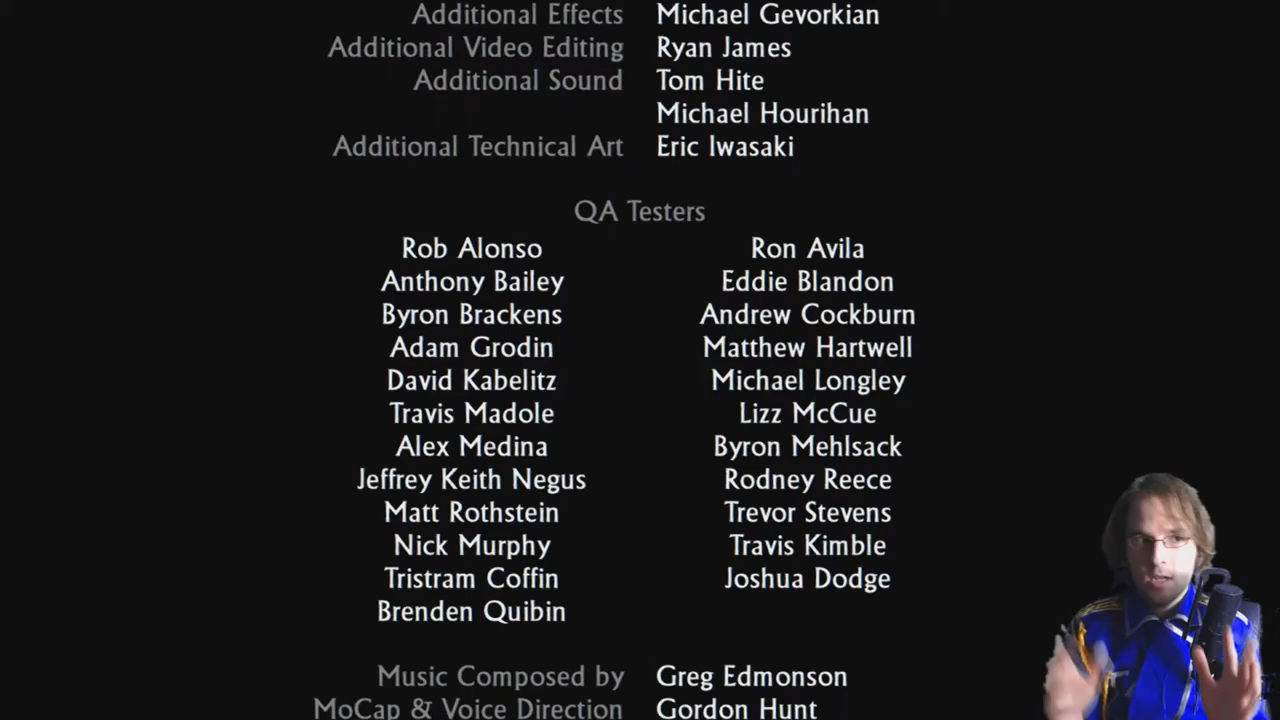 Additional Effects Michael Gevorkian
Additional Video Editing Ryan James
Additional Sound Tom Hite
Michael Hourihan
Additional Technical Art Eric Iwasaki
QA Testers
Rob Alonso Ron Avila
Anthony Bailey Eddie Blandon
Byron Brackens Andrew Cockburn
Adam Grodin Matthew Hartwell
David Kabelitz Michael Longley
Travis Madole Lizz McCue
Alex Medina Byron Mehlsack
Jeffrey Keith Negus Rodney Reece
Matt Rothstein Trevor Stevens
Nick Murphy Travis Kimble
Tristram Coffin Joshua Dodge
Brenden Quibin
Music Composed by Greg Edmonson
MoCap & Voice Direction Gordon Hunt